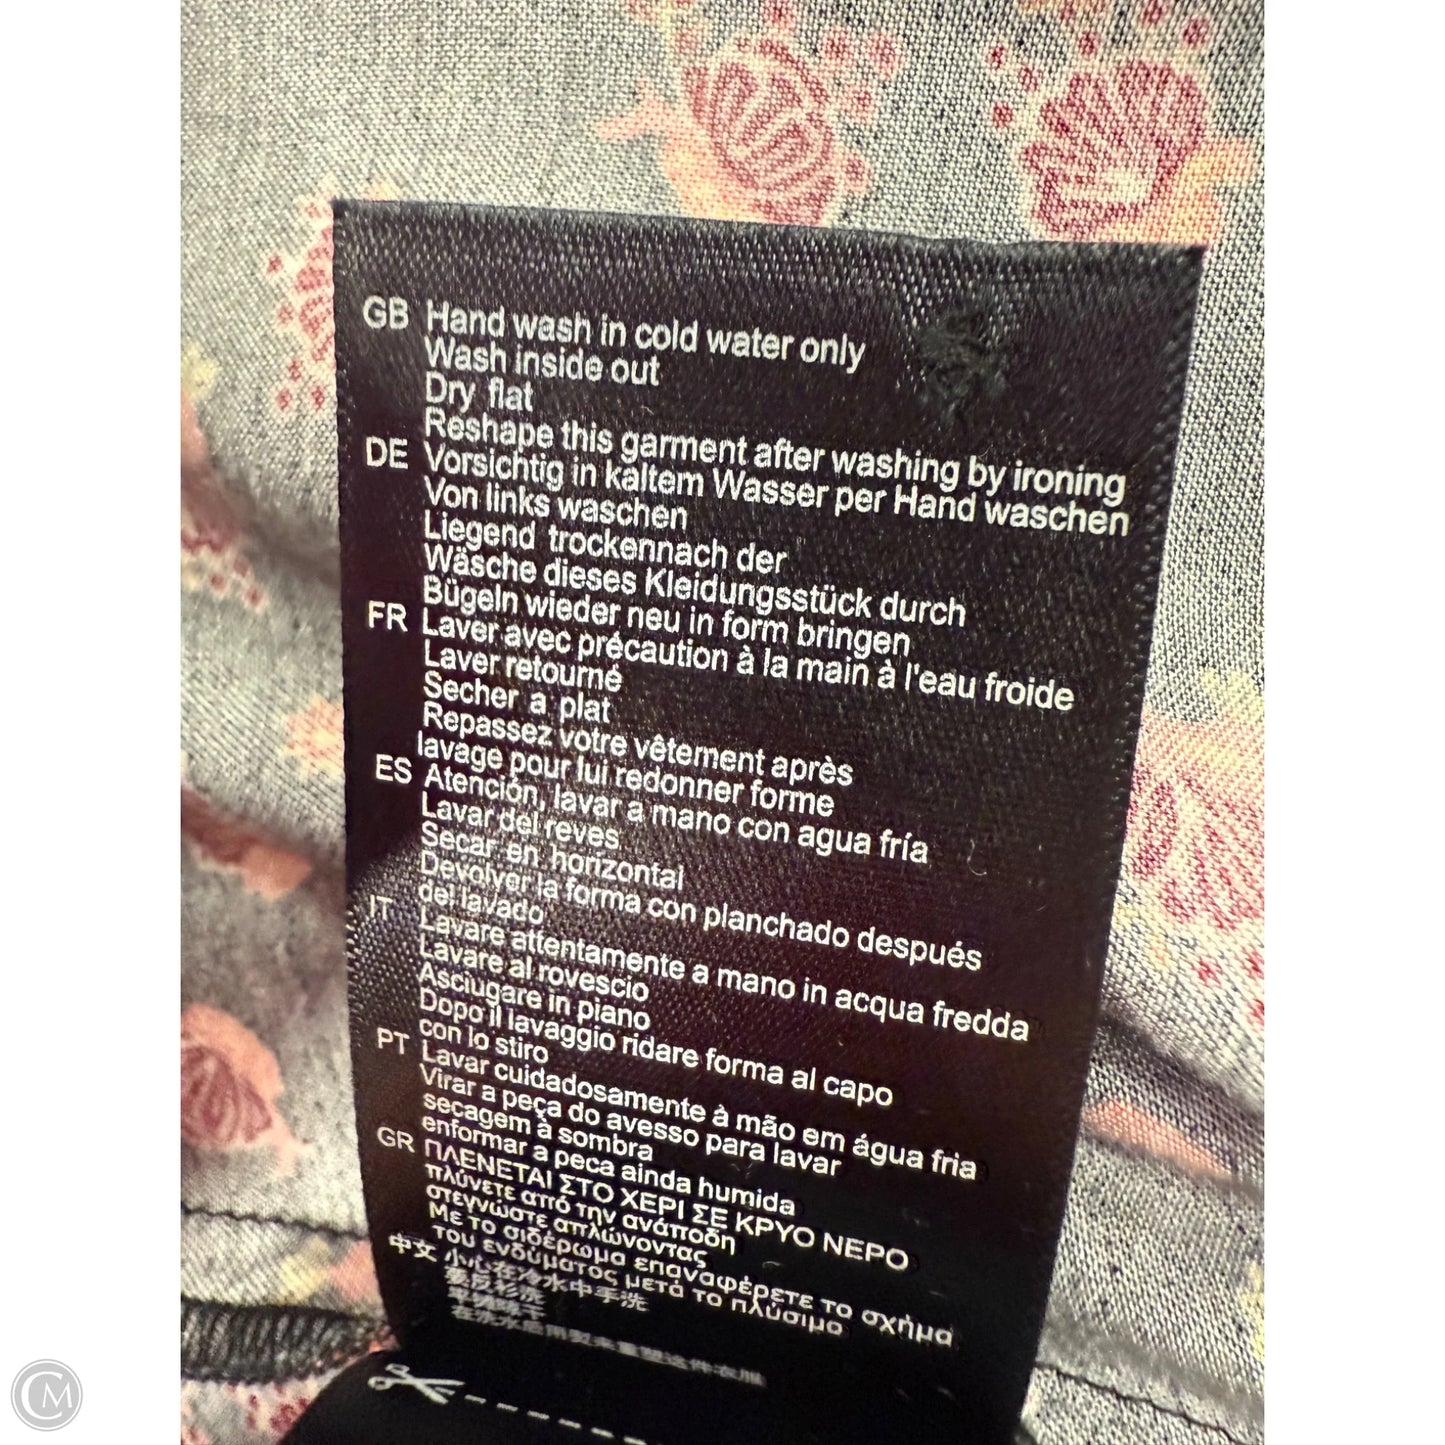 GB Hand wash in cold water only
Wash inside out
Dry flat
Reshape this garment after washing by ironing
DE Vorsichtig in kaltem Wasser per Hand waschen
Von links waschen
Liegend trockennach der
Wäsche dieses Kleidungsstück durch
Bügeln wieder neu in form bringen
FR Laver avec précaution à la main à l'eau froide
Laver retourné
Secher a plat
Repassez votre vêtement après
lavage pour lui redonner forme
ES Atención, lavar a mano con agua fría
Lavar del reves
Secar en horizontal
Devolver la forma con planchado después
del lavado
IT Lavare attentamente a mano in acqua fredda
Lavare al rovescio
Asciugare in piano
Dopo il lavaggio ridare forma al capo
con lo stiro
PT Lavar cuidadosamente à mão em água fria
Virar a peça do avesso para lavar
secagem à sombra
enformar a peca ainda humida
GR ΠΛΕΝΕΤΑΙ ΣΤΟ ΧΕΡΙ ΣΕ ΚΡΥΟ ΝΕΡΟ
πλύνετε από την ανάποδη
στεγνώστε απλώνοντας
Με το σιδέρωμα επαναφέρετε το σχήμα
του ενδύματος μετά το πλύσιμο
中文 小心在冷水中手洗
CM